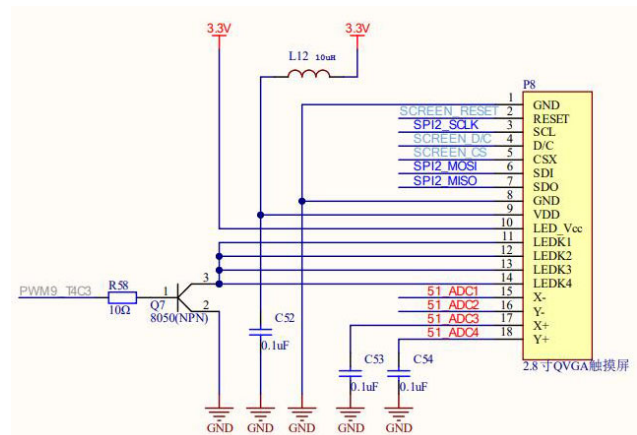 3.3V
3.3V
L12 10uH
P8
1 GND
SCREEN_RESET 2 RESET
SPI2_SCLK 3 SCL
SCREEN_D/C 4 D/C
SCREEN_CS 5 CSX
SPI2_MOSI 6 SDI
SPI2_MISO 7 SDO
8 GND
9 VDD
10 LED_Vcc
11 LEDK1
12 LEDK2
13 LEDK3
14 LEDK4
51_ADC1 15 X-
51_ADC2 16 Y-
51_ADC3 17 X+
51_ADC4 18 Y+
2.8寸QVGA触摸屏
PWM9_T4C3
R58
10Ω
1
3
2
Q7
8050(NPN)
C52
0.1uF
C53
0.1uF
C54
0.1uF
GND
GND
GND
GND
GND